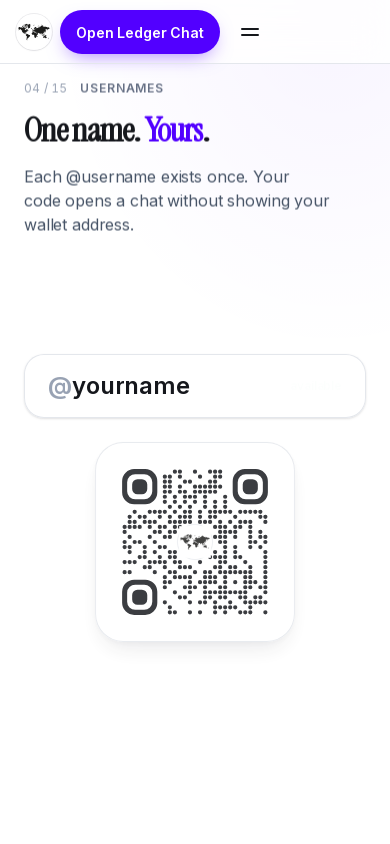 Open Ledger Chat
04 / 15 USERNAMES
One name. Yours.
Each @username exists once. Your
code opens a chat without showing your
wallet address.
@yourname